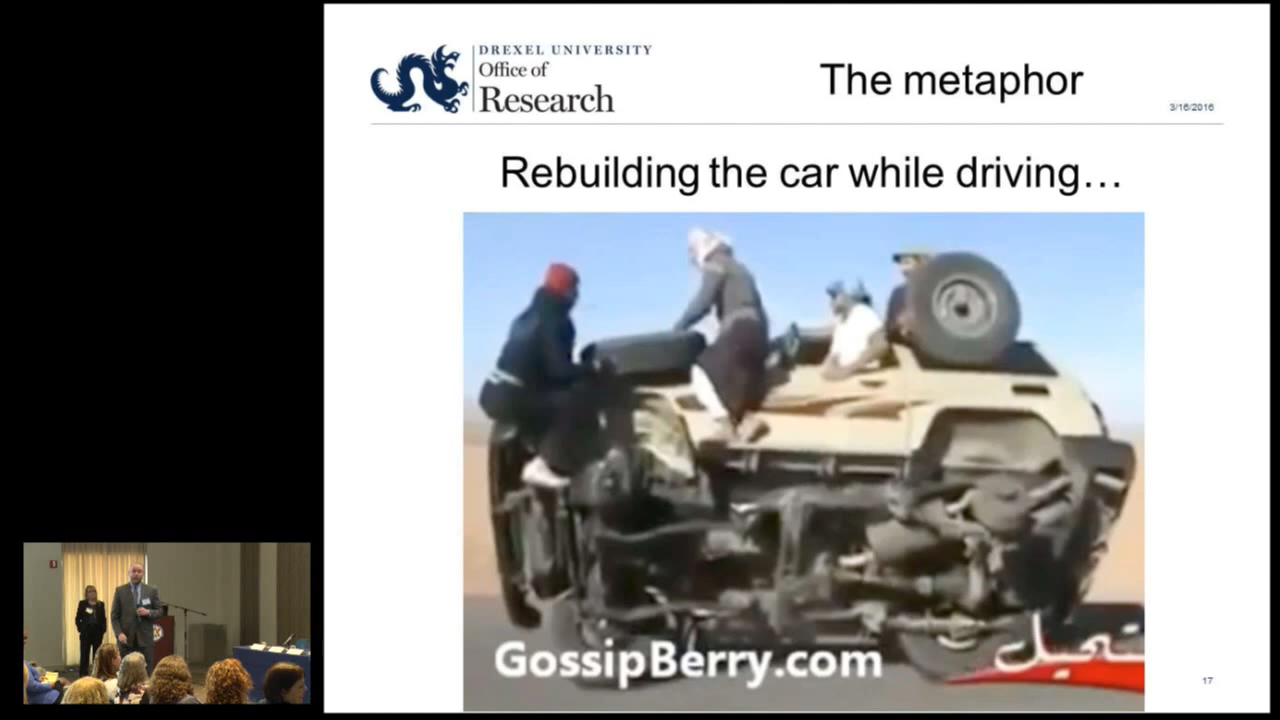 DREXEL UNIVERSITY
Office of
Research
The metaphor
3/16/2016
Rebuilding the car while driving…
GossipBerry.com
17